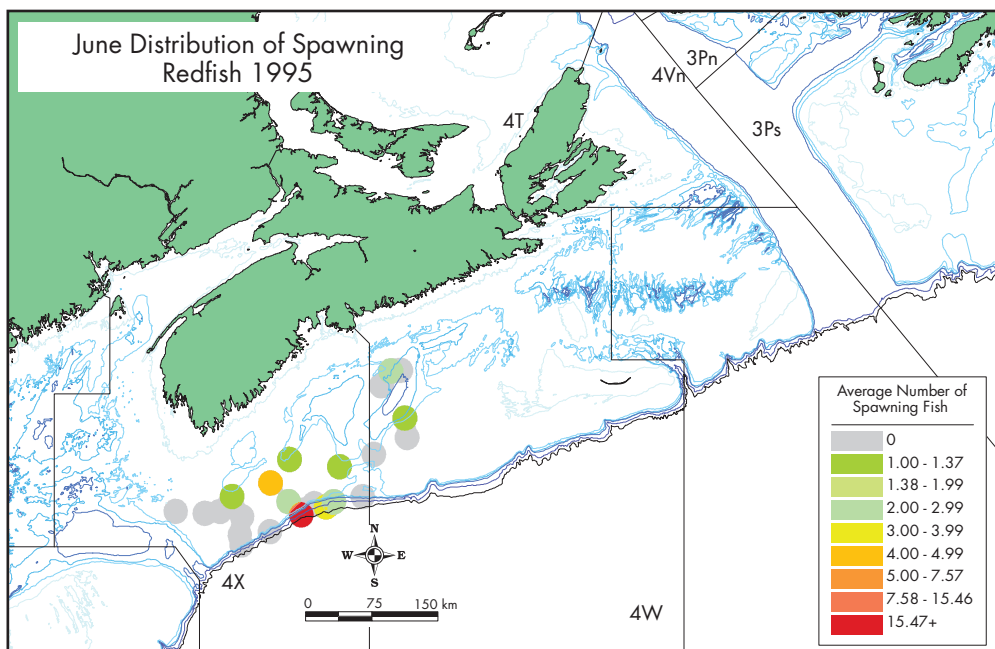 June Distribution of Spawning
Redfish 1995
3Pn
4Vn
3Ps
4T
Average Number of
Spawning Fish
0
1.00 - 1.37
1.38 - 1.99
2.00 - 2.99
3.00 - 3.99
4.00 - 4.99
5.00 - 7.57
7.58 - 15.46
15.47+
N
W E
S
4X
0 75 150 km
4W